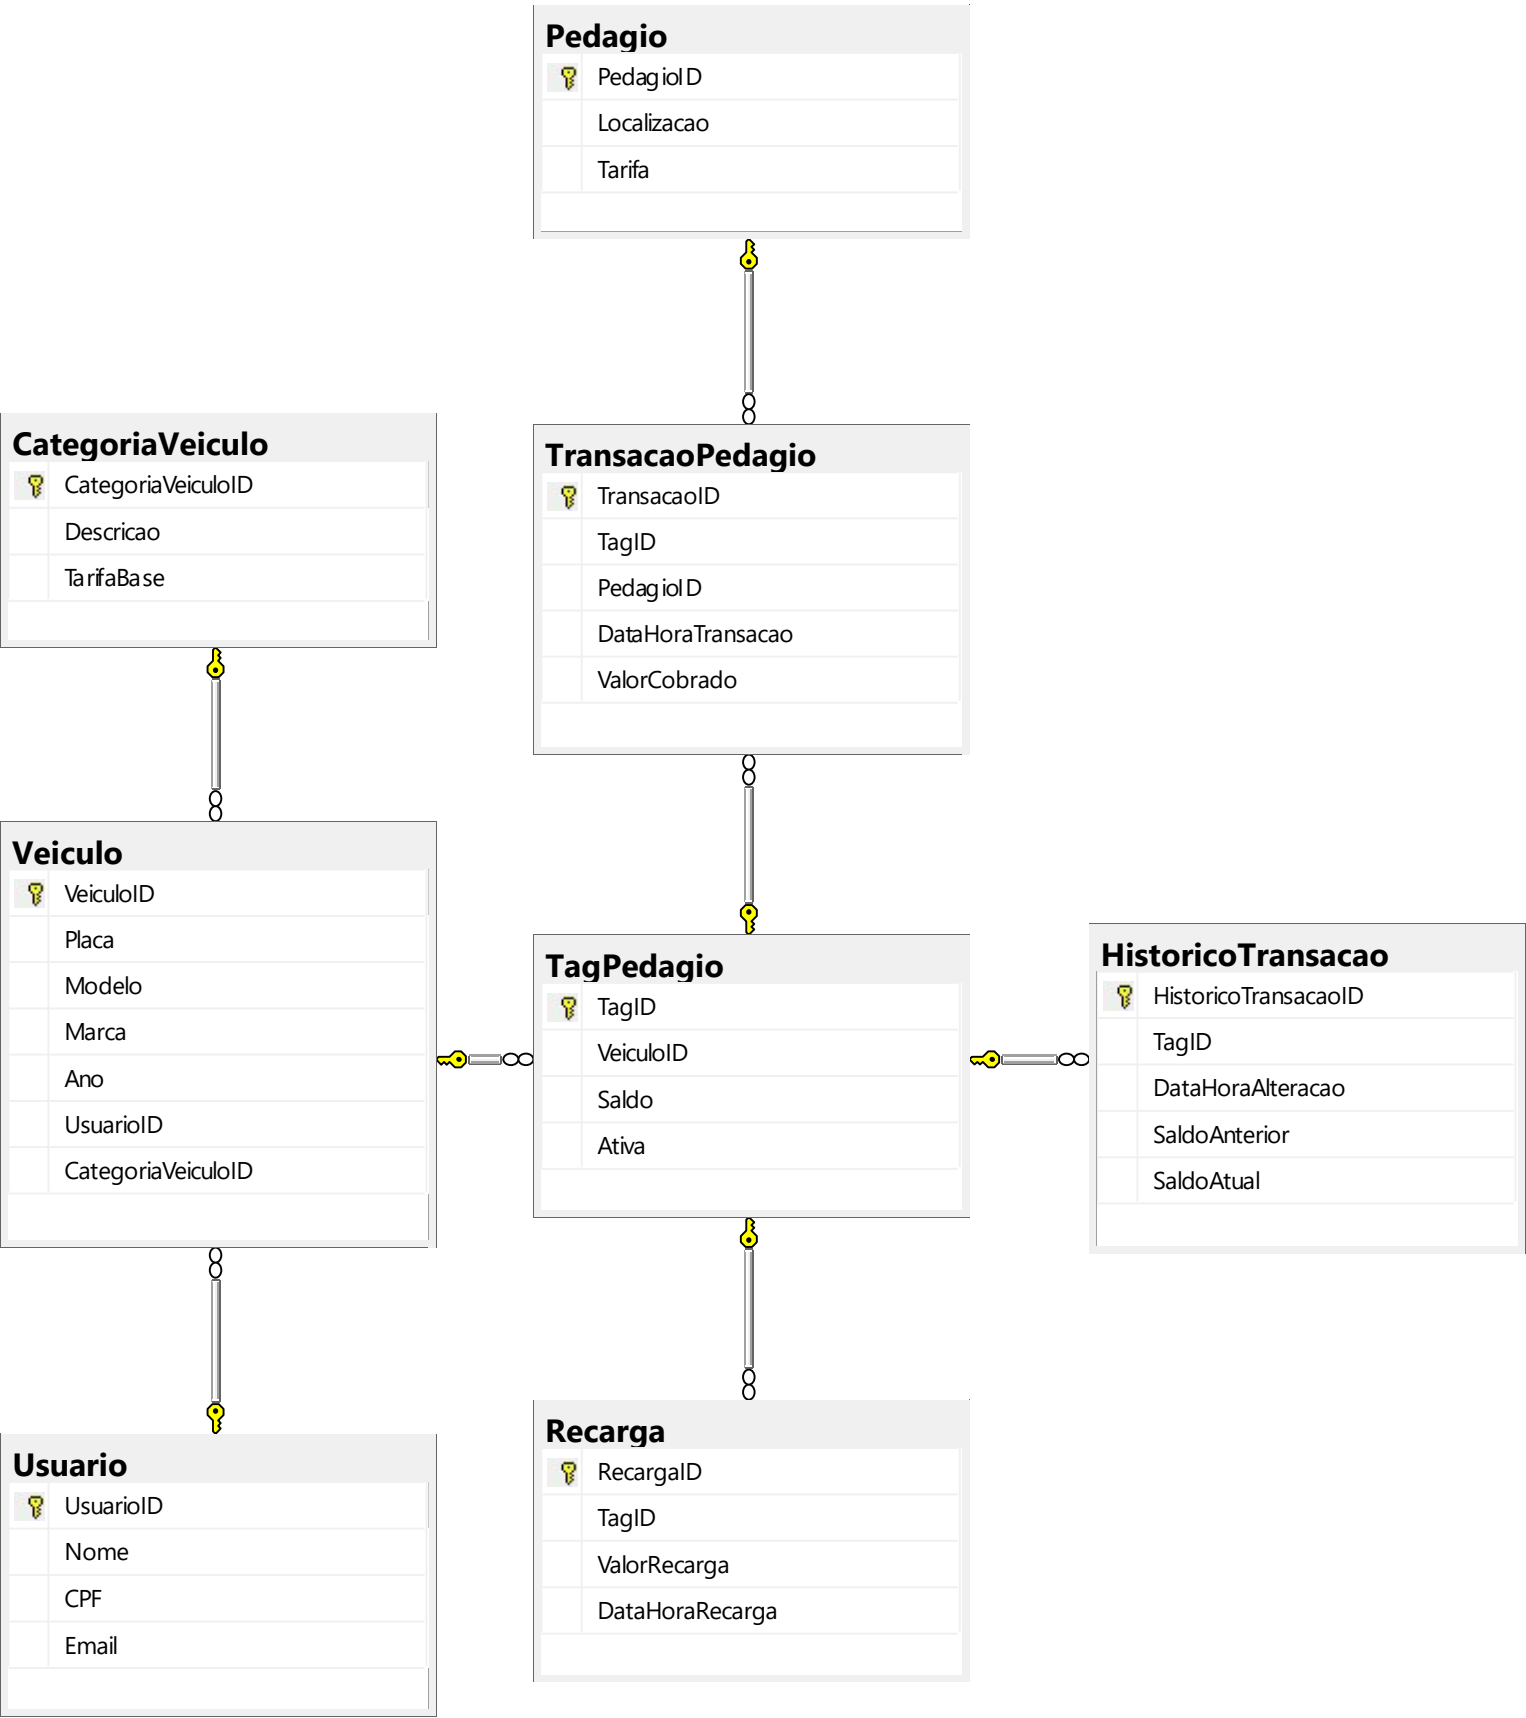 Pedagio
PedagioID
Localizacao
Tarifa
CategoriaVeiculo
CategoriaVeiculoID
Descricao
TarifaBase
TransacaoPedagio
TransacaoID
TagID
PedagioID
DataHoraTransacao
ValorCobrado
Veiculo
VeiculoID
Placa
Modelo
Marca
Ano
UsuarioID
CategoriaVeiculoID
TagPedagio
TagID
VeiculoID
Saldo
Ativa
HistoricoTransacao
HistoricoTransacaoID
TagID
DataHoraAlteracao
SaldoAnterior
SaldoAtual
Usuario
UsuarioID
Nome
CPF
Email
Recarga
RecargaID
TagID
ValorRecarga
DataHoraRecarga